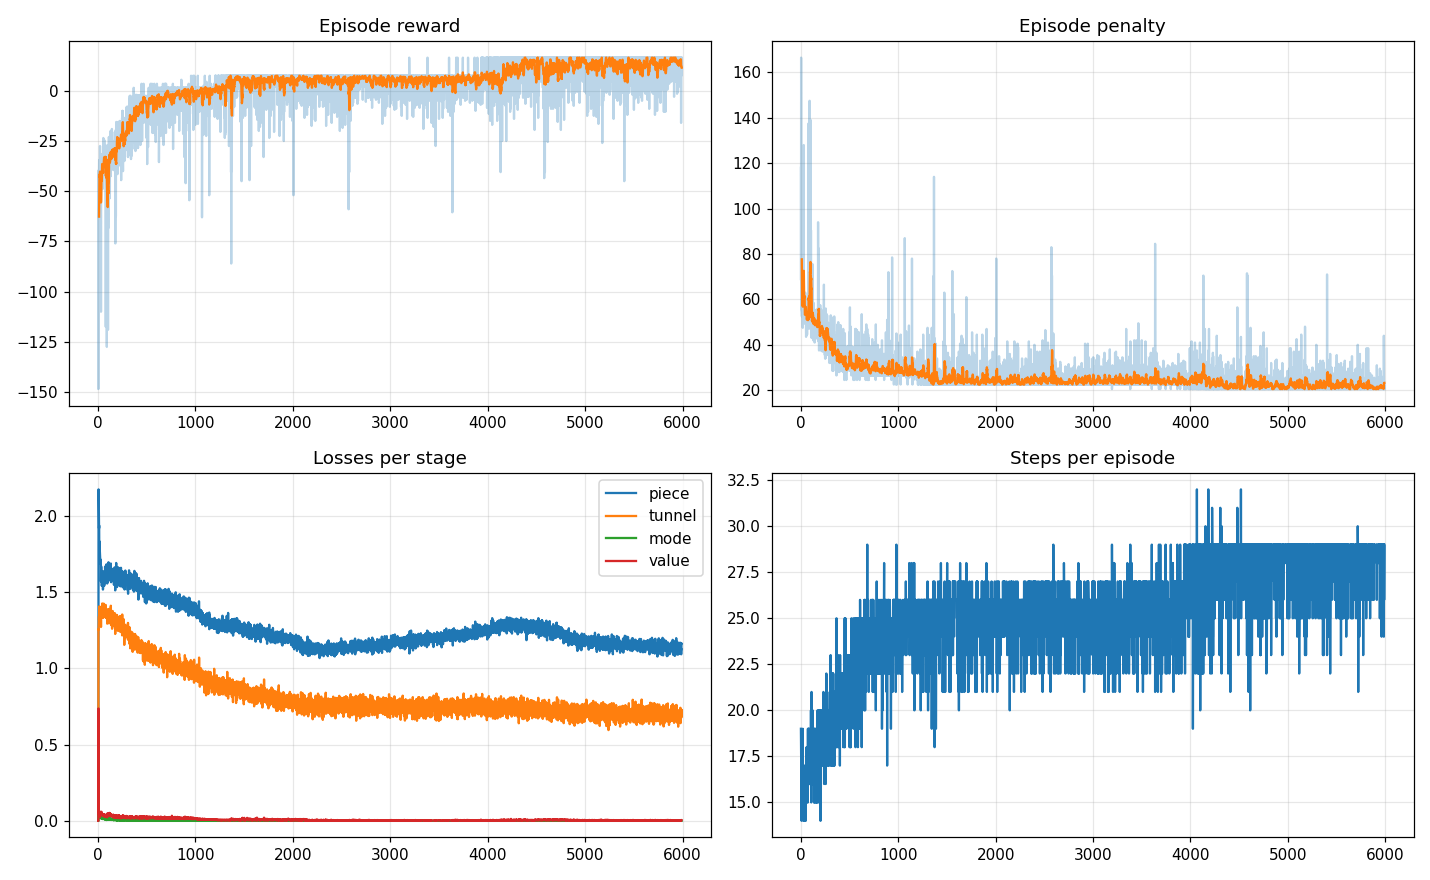 Episode reward
0
−25
−50
−75
−100
−125
−150
0 1000 2000 3000 4000 5000 6000
Episode penalty
160
140
120
100
80
60
40
20
0 1000 2000 3000 4000 5000 6000
Losses per stage
2.0
1.5
1.0
0.5
0.0
piece
tunnel
mode
value
0 1000 2000 3000 4000 5000 6000
Steps per episode
32.5
30.0
27.5
25.0
22.5
20.0
17.5
15.0
0 1000 2000 3000 4000 5000 6000